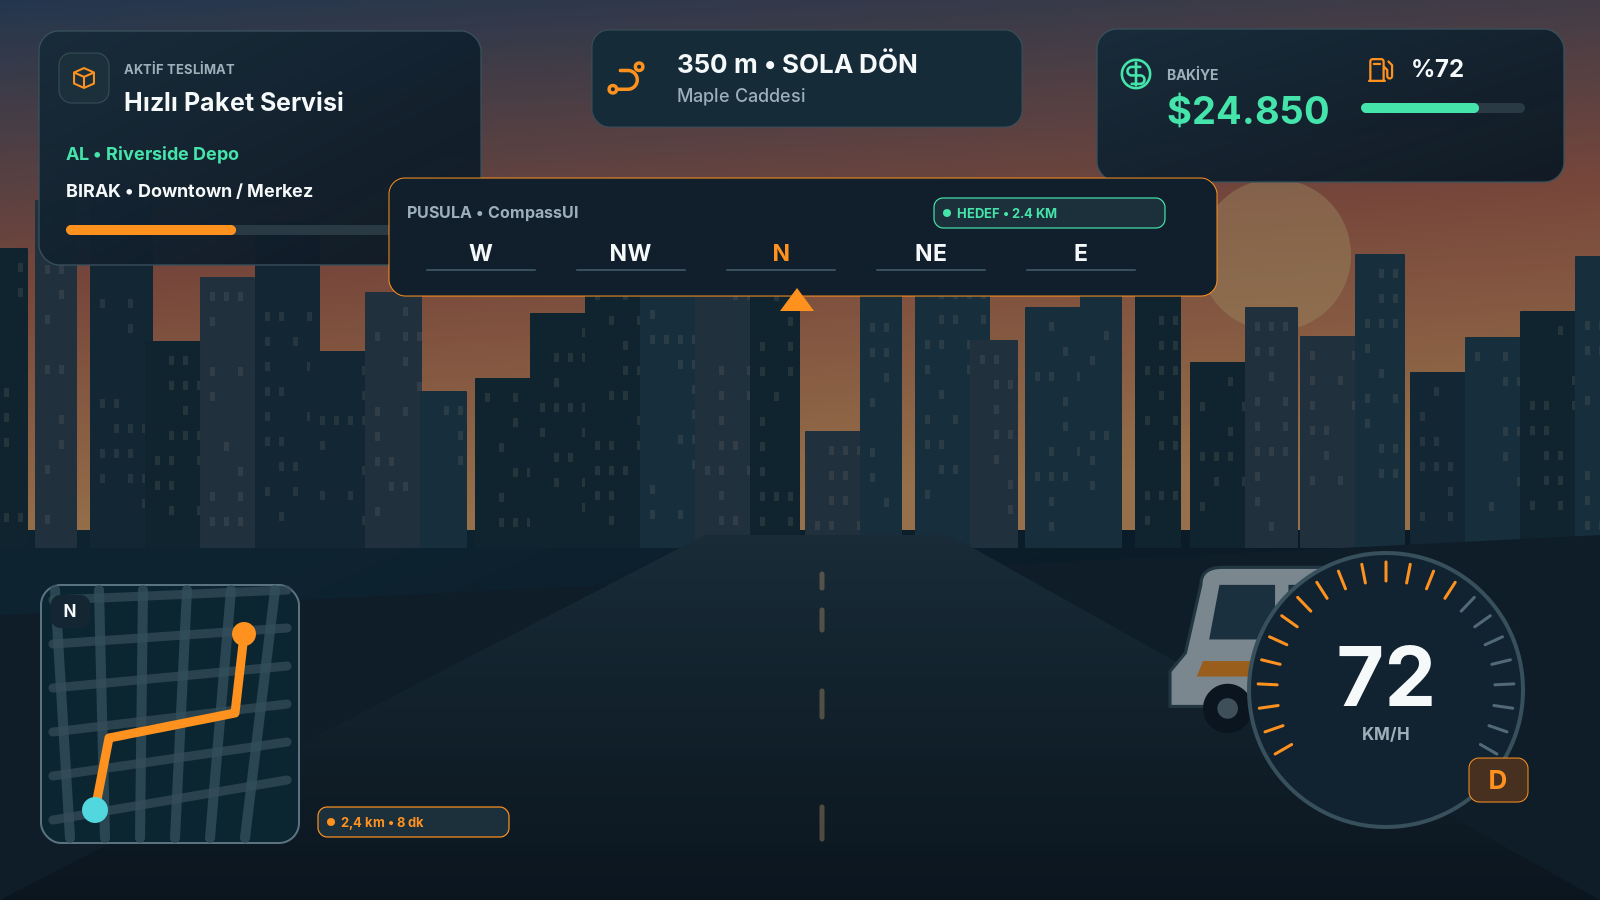 AKTİF TESLİMAT
Hızlı Paket Servisi
AL • Riverside Depo
BIRAK • Downtown / Merkez
350 m • SOLA DÖN
Maple Caddesi
BAKİYE
$24.850
%72
PUSULA • CompassUI
HEDEF • 2.4 KM
W NW N NE E
N
2,4 km • 8 dk
72
KM/H
D